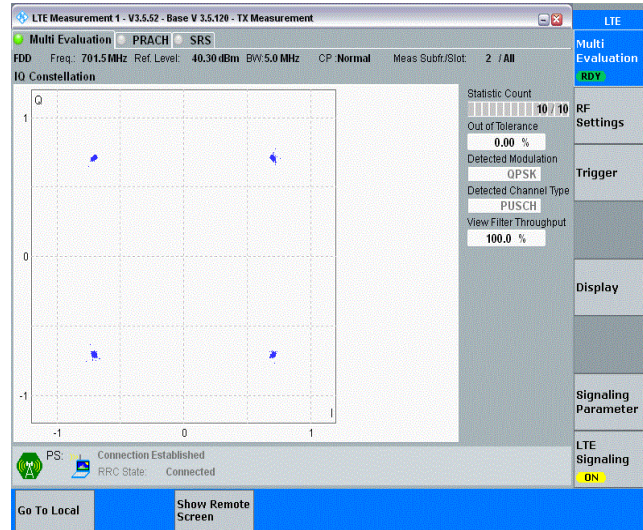 LTE Measurement 1 - V3.5.52 - Base V 3.5.120 - TX Measurement
LTE
Multi Evaluation PRACH SRS
Multi
Evaluation
RDY
FDD Freq.: 701.5 MHz Ref. Level: 40.30 dBm BW: 5.0 MHz CP : Normal Meas Subfr./Slot: 2 / All
IQ Constellation
Q
1
0
-1
-1 0 1
I
Statistic Count
10 / 10
Out of Tolerance
0.00 %
Detected Modulation
QPSK
Detected Channel Type
PUSCH
View Filter Throughput
100.0 %
RF
Settings
Trigger
Display
Signaling
Parameter
LTE
Signaling
ON
PS: Connection Established
RRC State: Connected
Go To Local
Show Remote
Screen